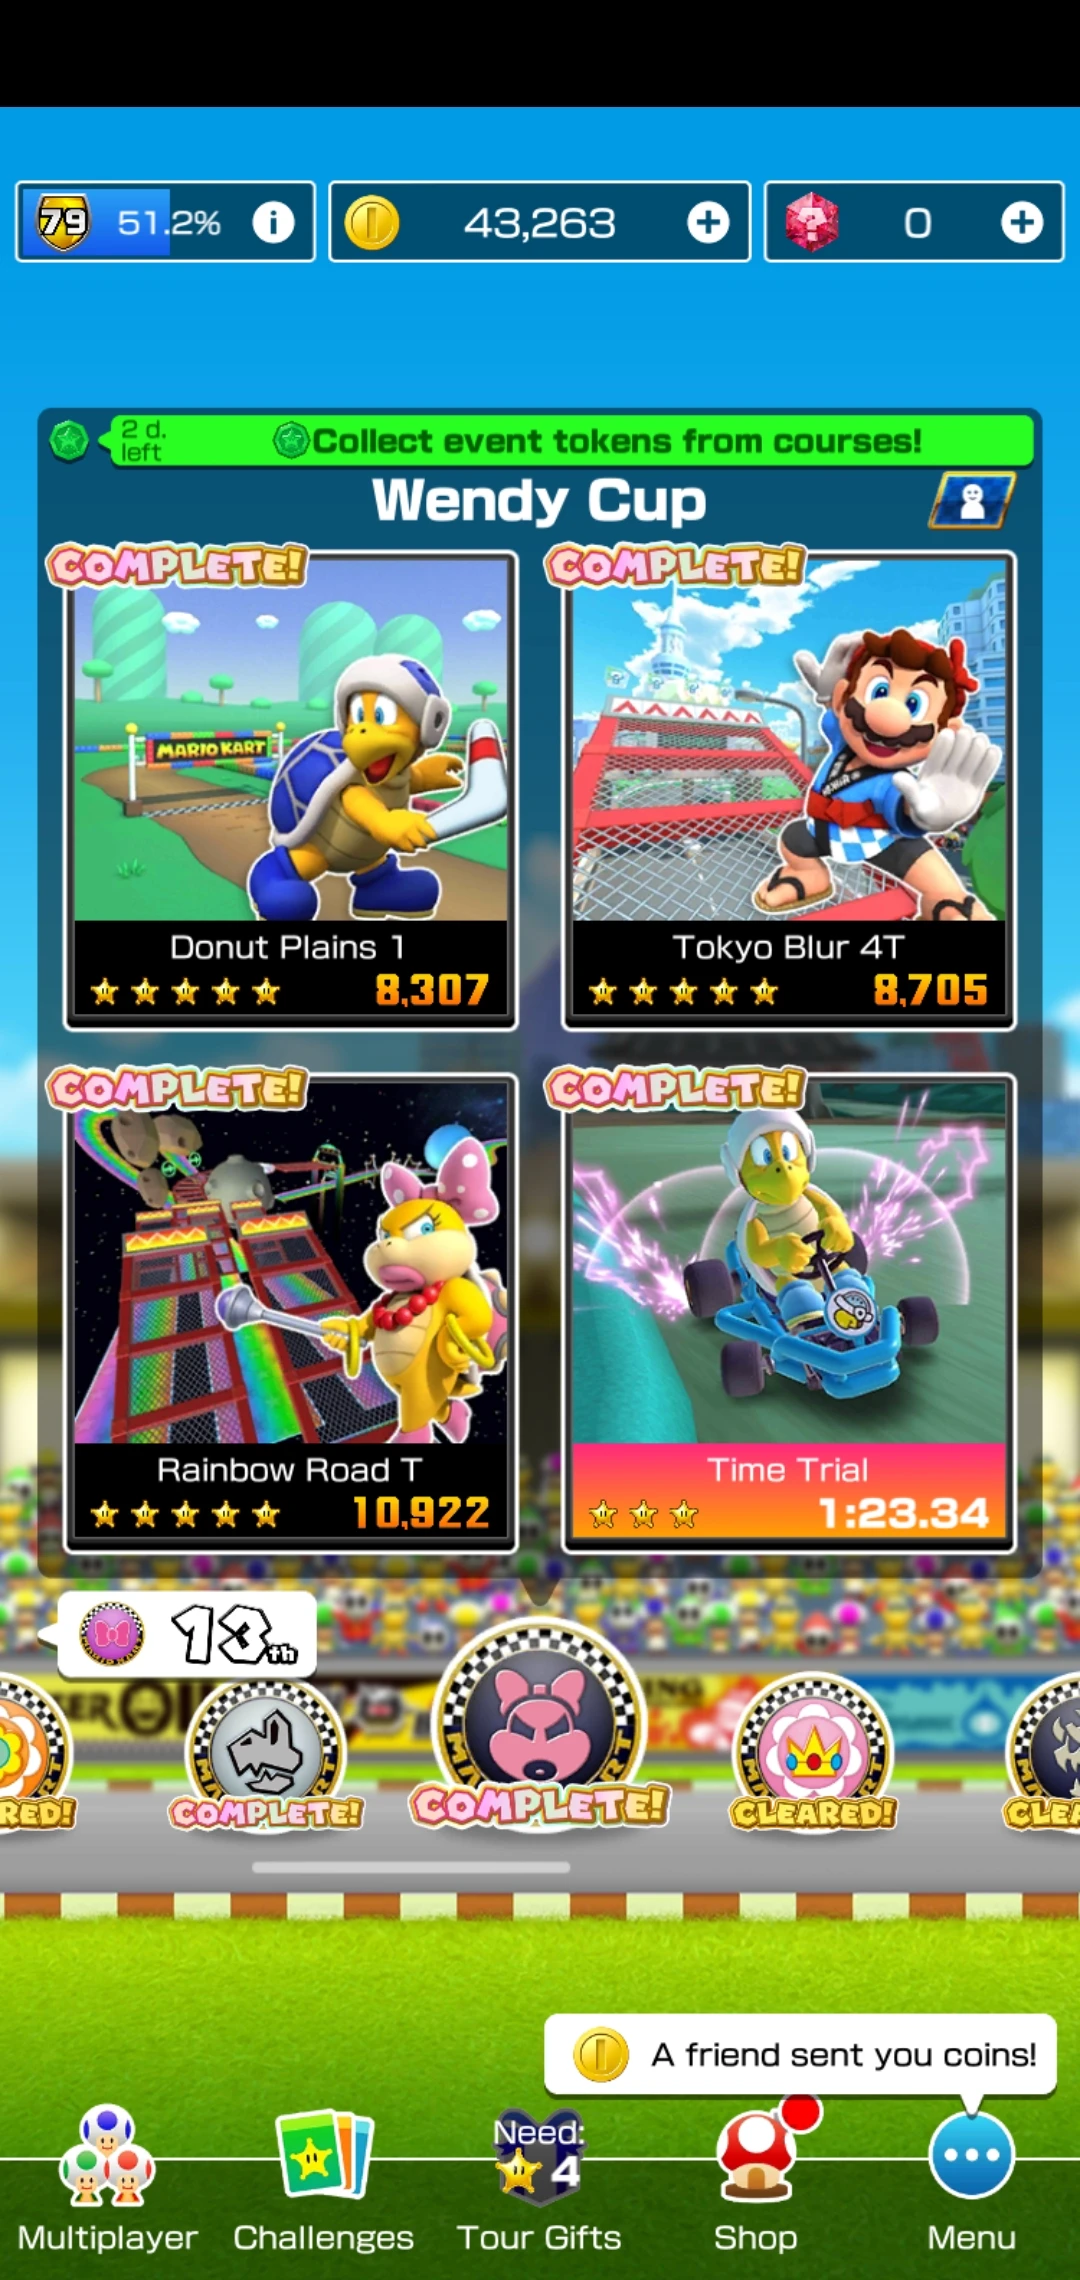 79 51.2% i 43,263 + ? 0 +
2 d. left
Collect event tokens from courses!
Wendy Cup
COMPLETE! COMPLETE!
MARIO KART
Donut Plains 1
8,307
Tokyo Blur 4T
8,705
COMPLETE! COMPLETE!
Rainbow Road T
10,922
Time Trial
1:23.34
13th
RED! COMPLETE! COMPLETE! CLEARED! CLEA
A friend sent you coins!
Need:
4
Multiplayer Challenges Tour Gifts Shop Menu